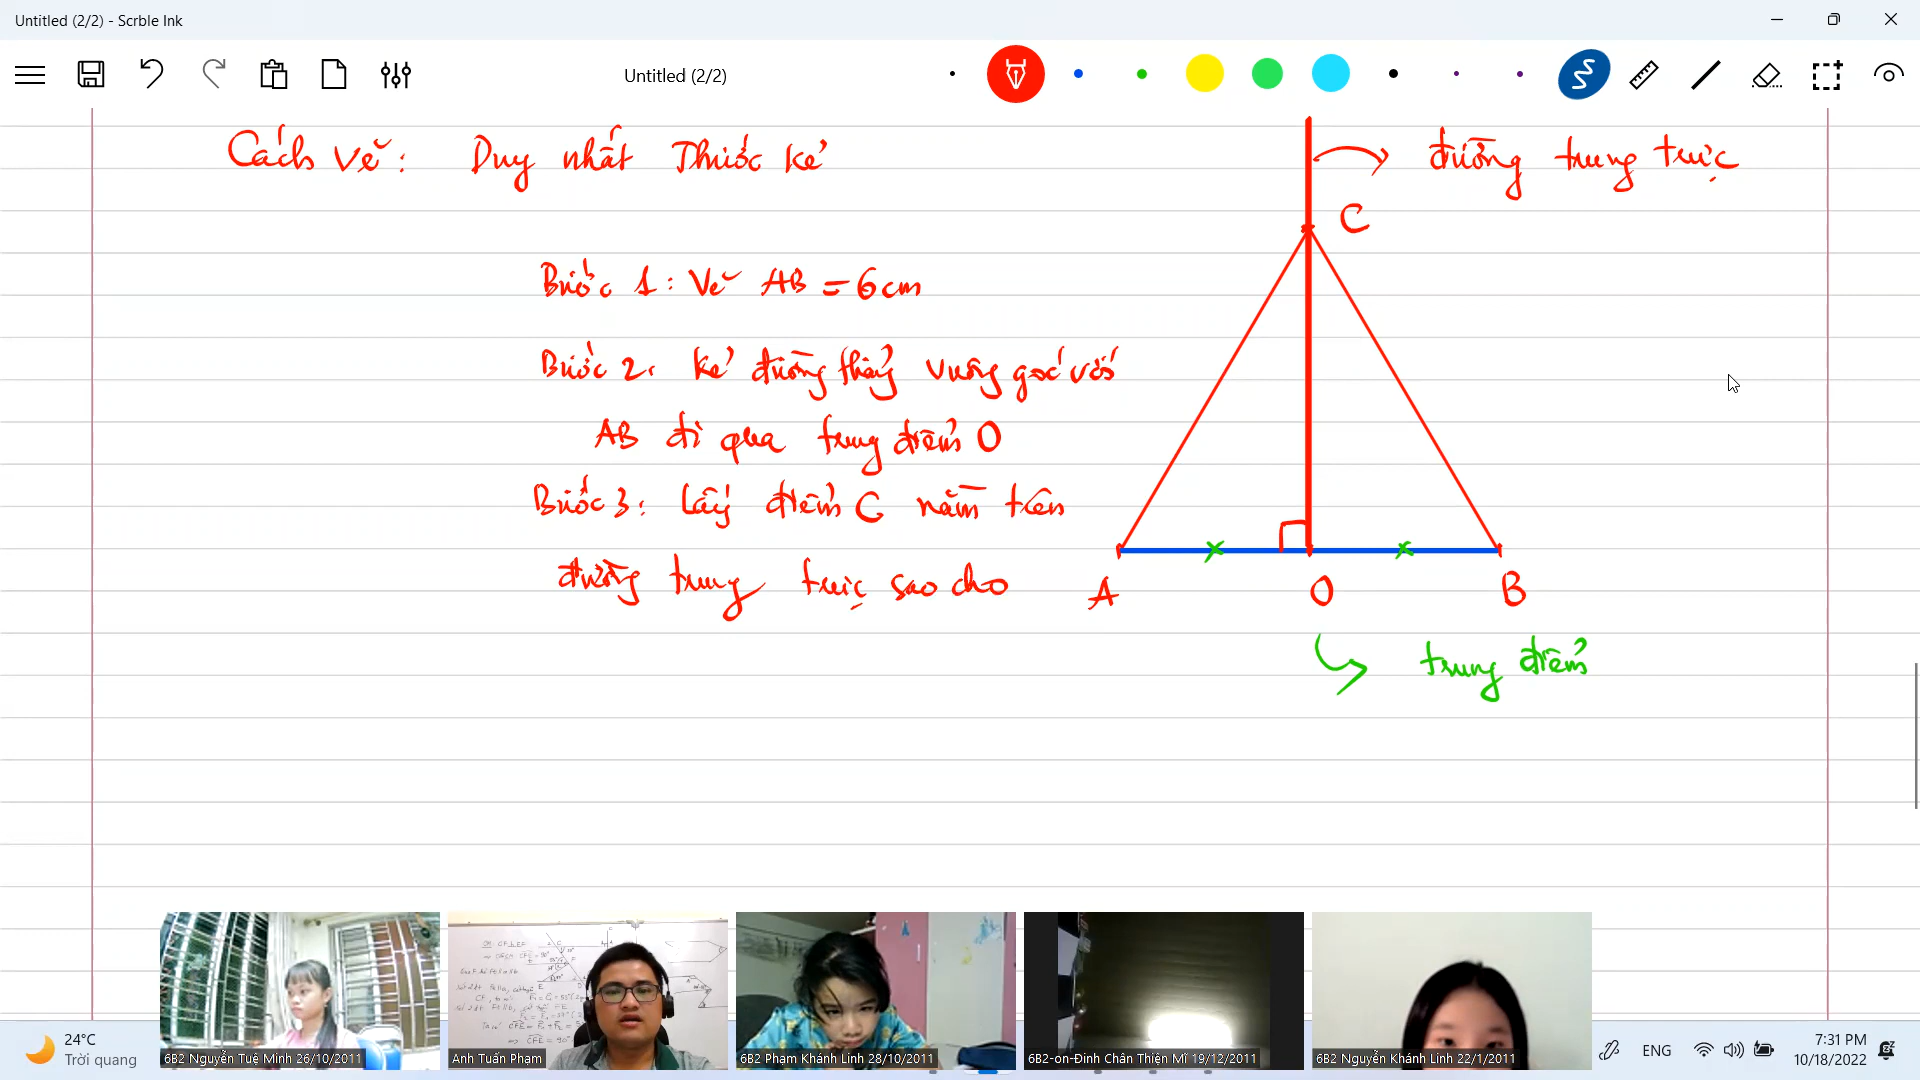 Untitled (2/2) - Scrble Ink
Untitled (2/2)
Cách vẽ: Duy nhất Thước kẻ
đường trung trực
C
Bước 1: Vẽ AB = 6cm
Bước 2: kẻ đường thẳng vuông góc với
AB đi qua trung điểm O
Bước 3: Lấy điểm C nằm trên
đường trung trực sao cho
A
O
B
trung điểm
6B2 Nguyễn Tuệ Minh 26/10/2011
Anh Tuấn Phạm
6B2 Phạm Khánh Linh 28/10/2011
6B2-on-Đinh Chân Thiện Mĩ 19/12/2011
6B2 Nguyễn Khánh Linh 22/1/2011
24°C
Trời quang
ENG
7:31 PM
10/18/2022